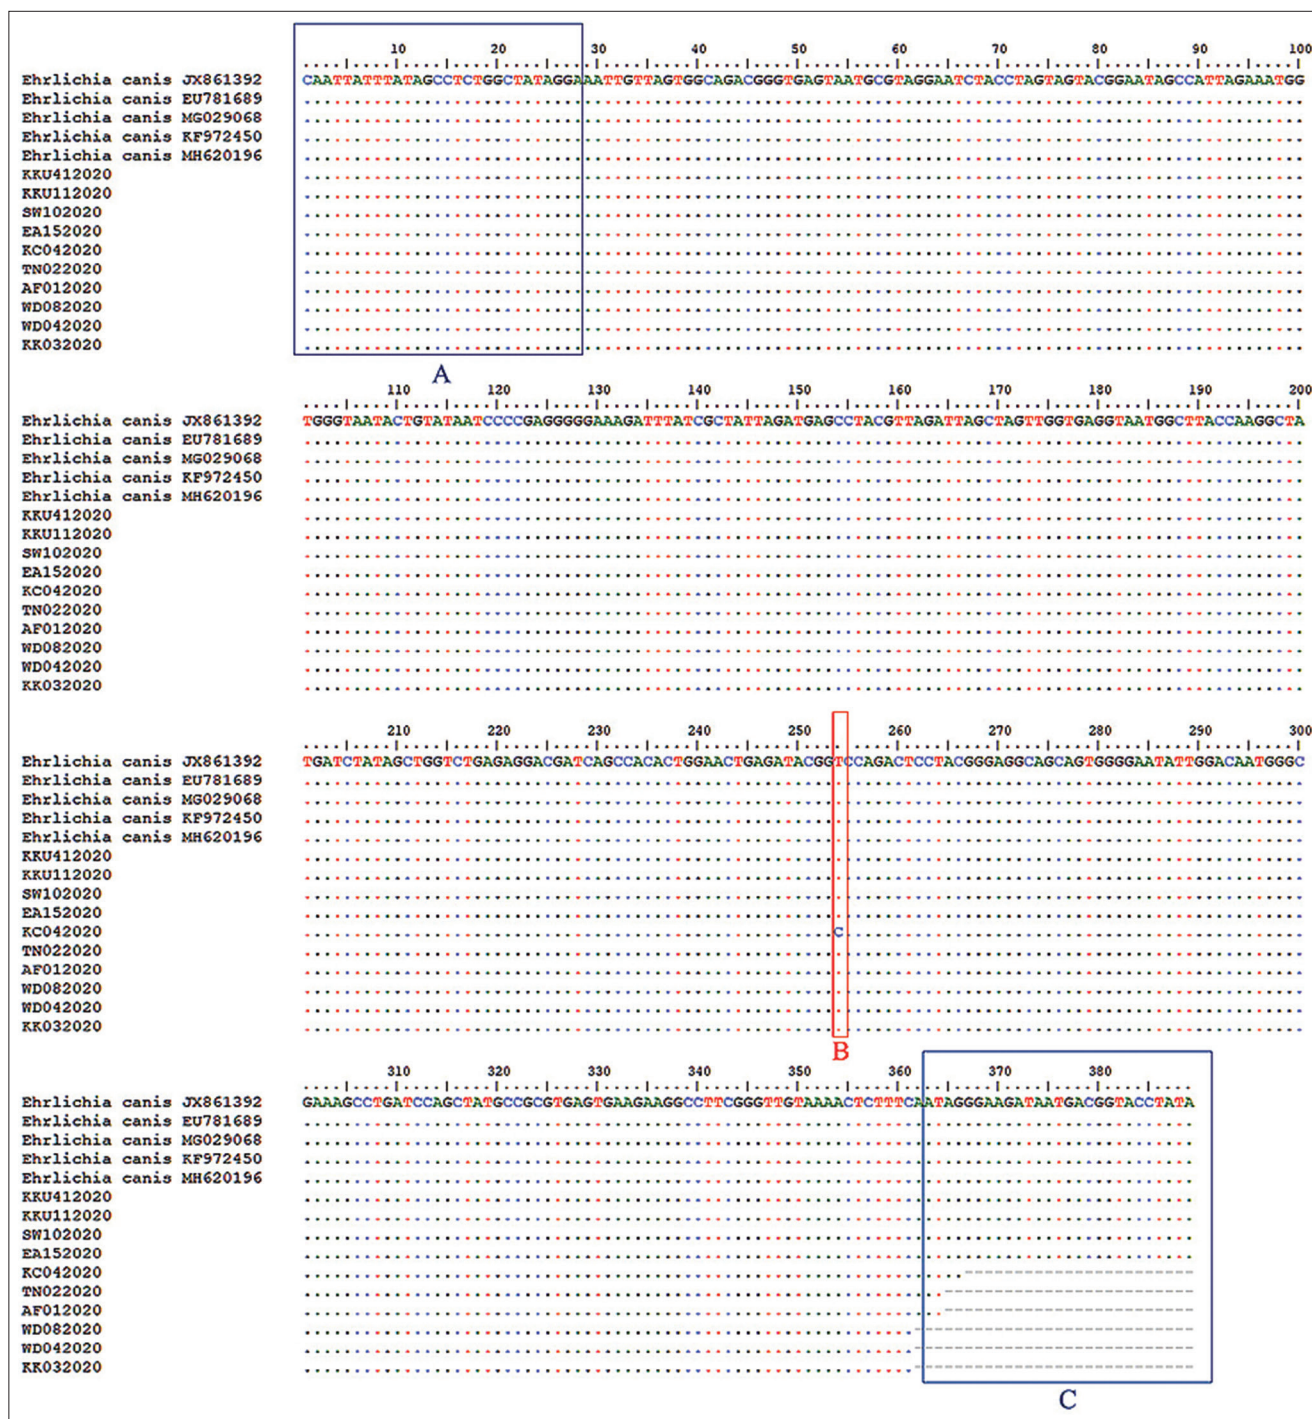 10 20 30 40 50 60 70 80 90 100
Ehrlichia canis JX861392 CAATTATTTATAGCCTCTGGCTATAGGAAATTGTTAGTGGCAGACGGGTGAGTAATGCGTAGGAATCTACCTAGTAGTACGGAATAGCCATTAGAAATGG
Ehrlichia canis EU781689
Ehrlichia canis MG029068
Ehrlichia canis KF972450
Ehrlichia canis MH620196
KKU412020
KKU112020
SW102020
EA152020
KC042020
TN022020
AF012020
WD082020
WD042020
KK032020
A
110 120 130 140 150 160 170 180 190 200
Ehrlichia canis JX861392 TGGGTAATACTGTATAATCCCCGAGGGGGAAAGATTTATCGCTATTAGATGAGCCTACGTTAGATTAGCTAGTTGGTGAGGTAATGGCTTACCAAGGCTA
Ehrlichia canis EU781689
Ehrlichia canis MG029068
Ehrlichia canis KF972450
Ehrlichia canis MH620196
KKU412020
KKU112020
SW102020
EA152020
KC042020
TN022020
AF012020
WD082020
WD042020
KK032020
210 220 230 240 250 260 270 280 290 300
Ehrlichia canis JX861392 TGATCTATAGCTGGTCTGAGAGGACGATCAGCCACACTGGAACTGAGATACGGTCCAGACTCCTACGGGAGGCAGCAGTGGGGAATATTGGACAATGGGC
Ehrlichia canis EU781689
Ehrlichia canis MG029068
Ehrlichia canis KF972450
Ehrlichia canis MH620196
KKU412020
KKU112020
SW102020
EA152020
KC042020 C
TN022020
AF012020
WD082020
WD042020
KK032020
B
310 320 330 340 350 360 370 380
Ehrlichia canis JX861392 GAAAGCCTGATCCAGCTATGCCGCGTGAGTGAAGAAGGCCTTCGGGTTGTAAAACTCTTTCAATAGGGAAGATAATGACGGTACCTATA
Ehrlichia canis EU781689
Ehrlichia canis MG029068
Ehrlichia canis KF972450
Ehrlichia canis MH620196
KKU412020
KKU112020
SW102020
EA152020
KC042020
TN022020
AF012020
WD082020
WD042020
KK032020
C